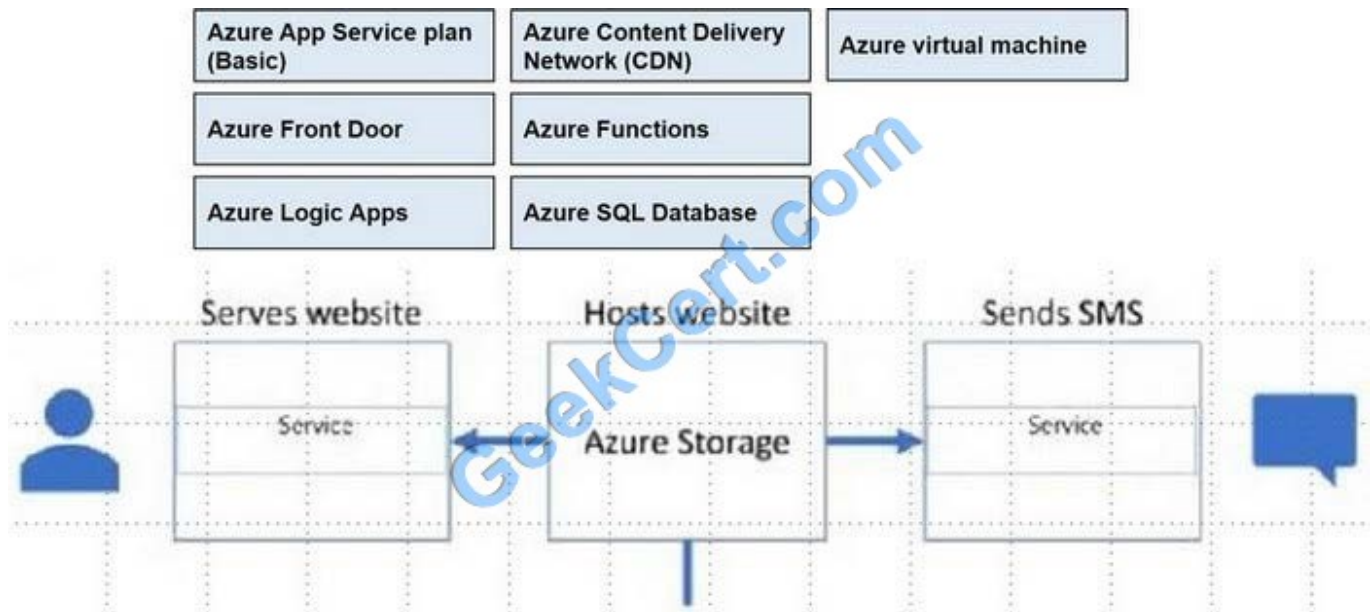 Azure App Service plan
(Basic)
Azure Content Delivery
Network (CDN)
Azure virtual machine
Azure Front Door
Azure Functions
Azure Logic Apps
Azure SQL Database
GeekCert.com
Serves website
Hosts website
Sends SMS
Service
Azure Storage
Service